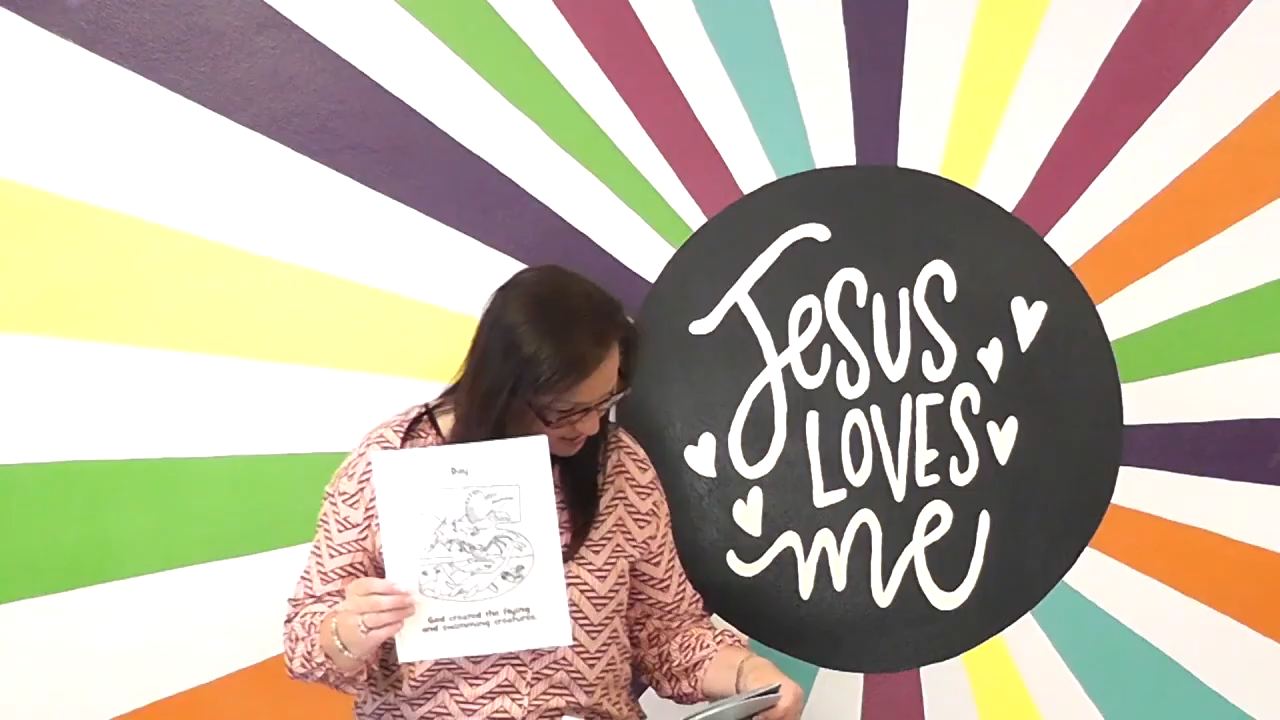 Jesus
LOVES
me
Day
God created the flying
and swimming creatures.